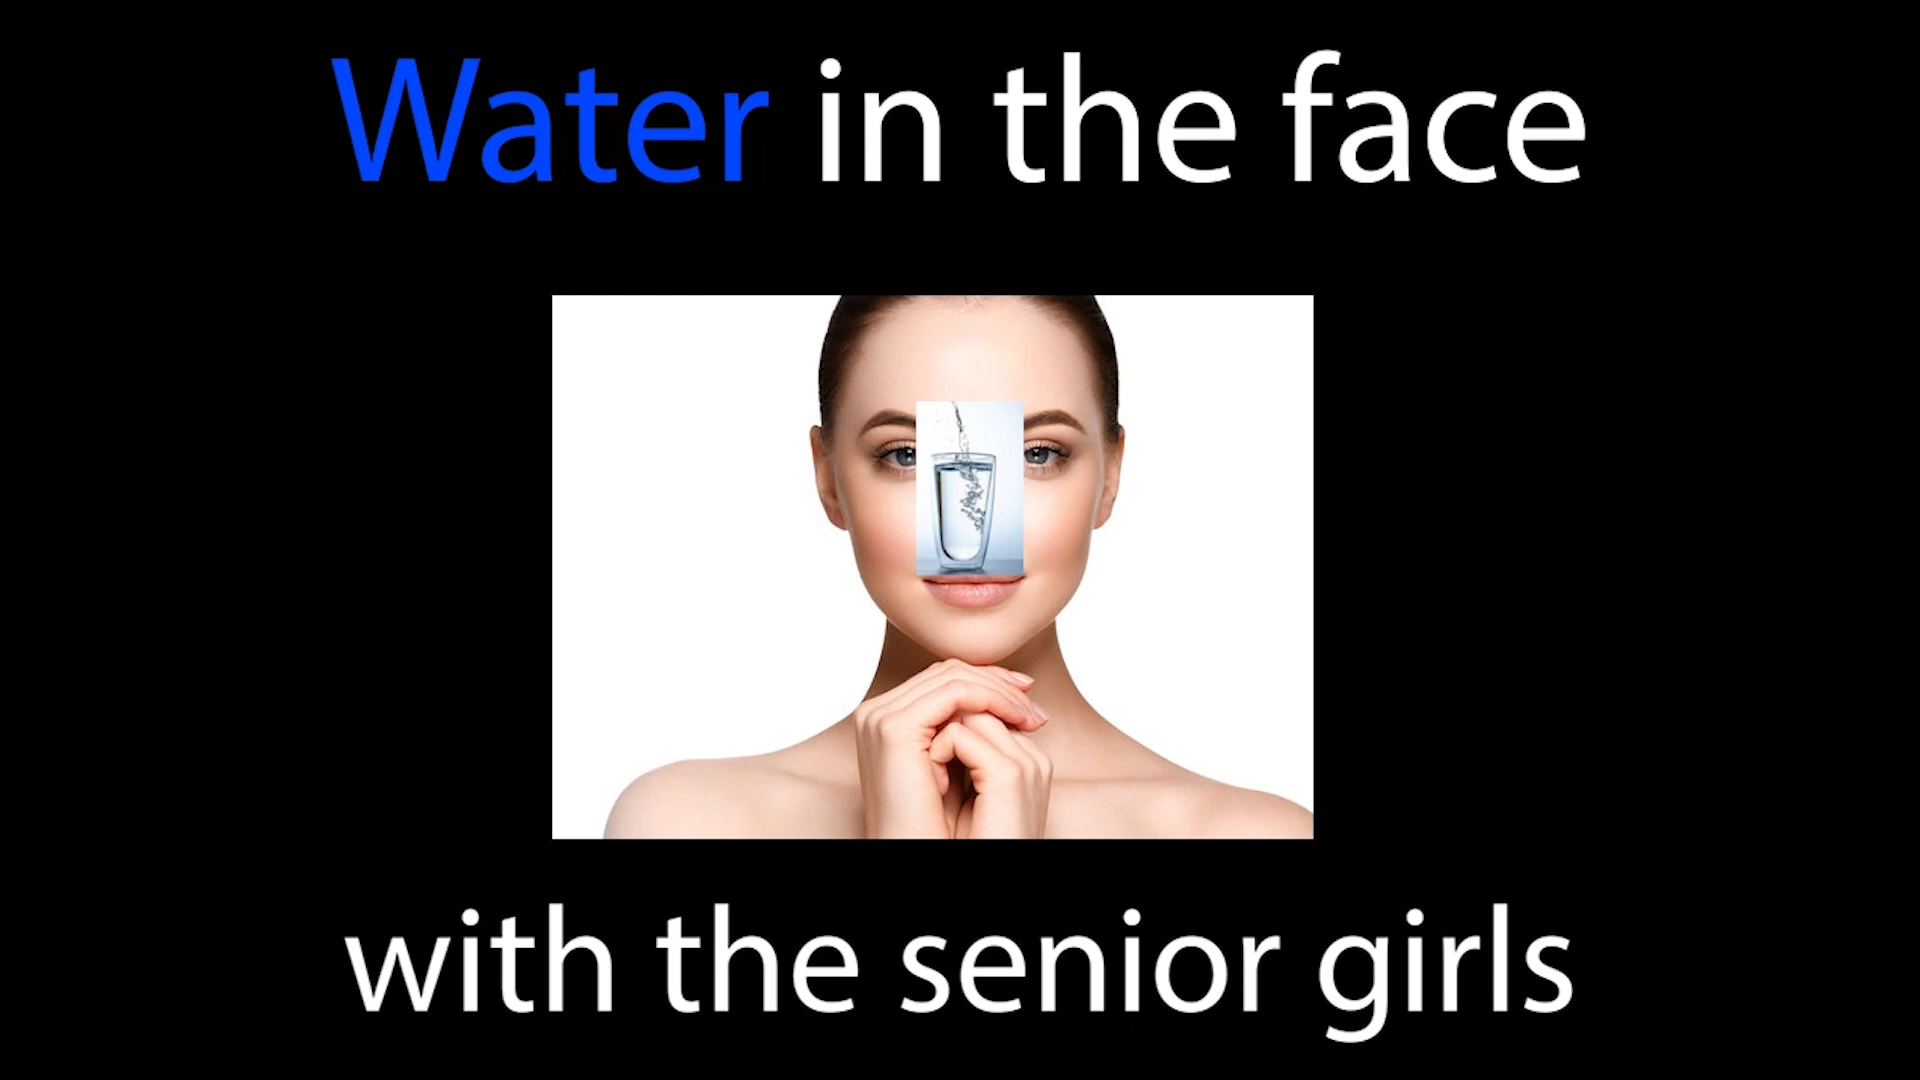 Water in the face
with the senior girls